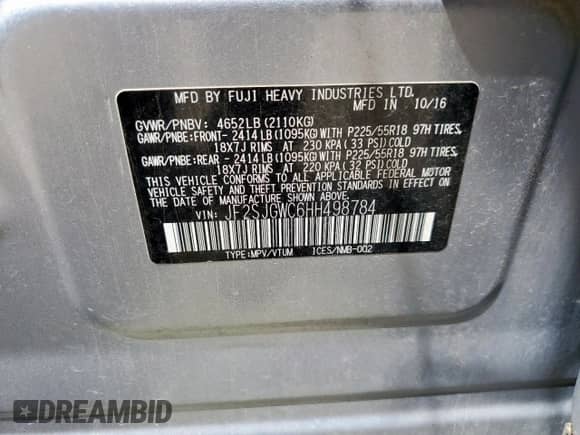 MFD BY FUJI HEAVY INDUSTRIES LTD.
MFD IN 10/16
GVWR/PNBV: 4652LB(2110KG)
GAWR/PNBE:FRONT- 2414LB(1095KG)WITH P225/55R18 97H TIRES,
18X7J RIMS AT 230 KPA( 33 PSI)COLD
GAWR/PNBE:REAR - 2414LB(1095KG)WITH P225/55R18 97H TIRES,
18X7J RIMS AT 220 KPA( 32 PSI)COLD
THIS VEHICLE CONFORMS TO ALL APPLICABLE FEDERAL MOTOR
VEHICLE SAFETY AND THEFT PREVENTION STANDARDS IN EFFECT
ON THE DATE OF MANUFACTURE SHOWN ABOVE.
VIN: JF2SJGWC6HH498784
TYPE:MPV/VTUM ICES/NMB-002
DREAMBID